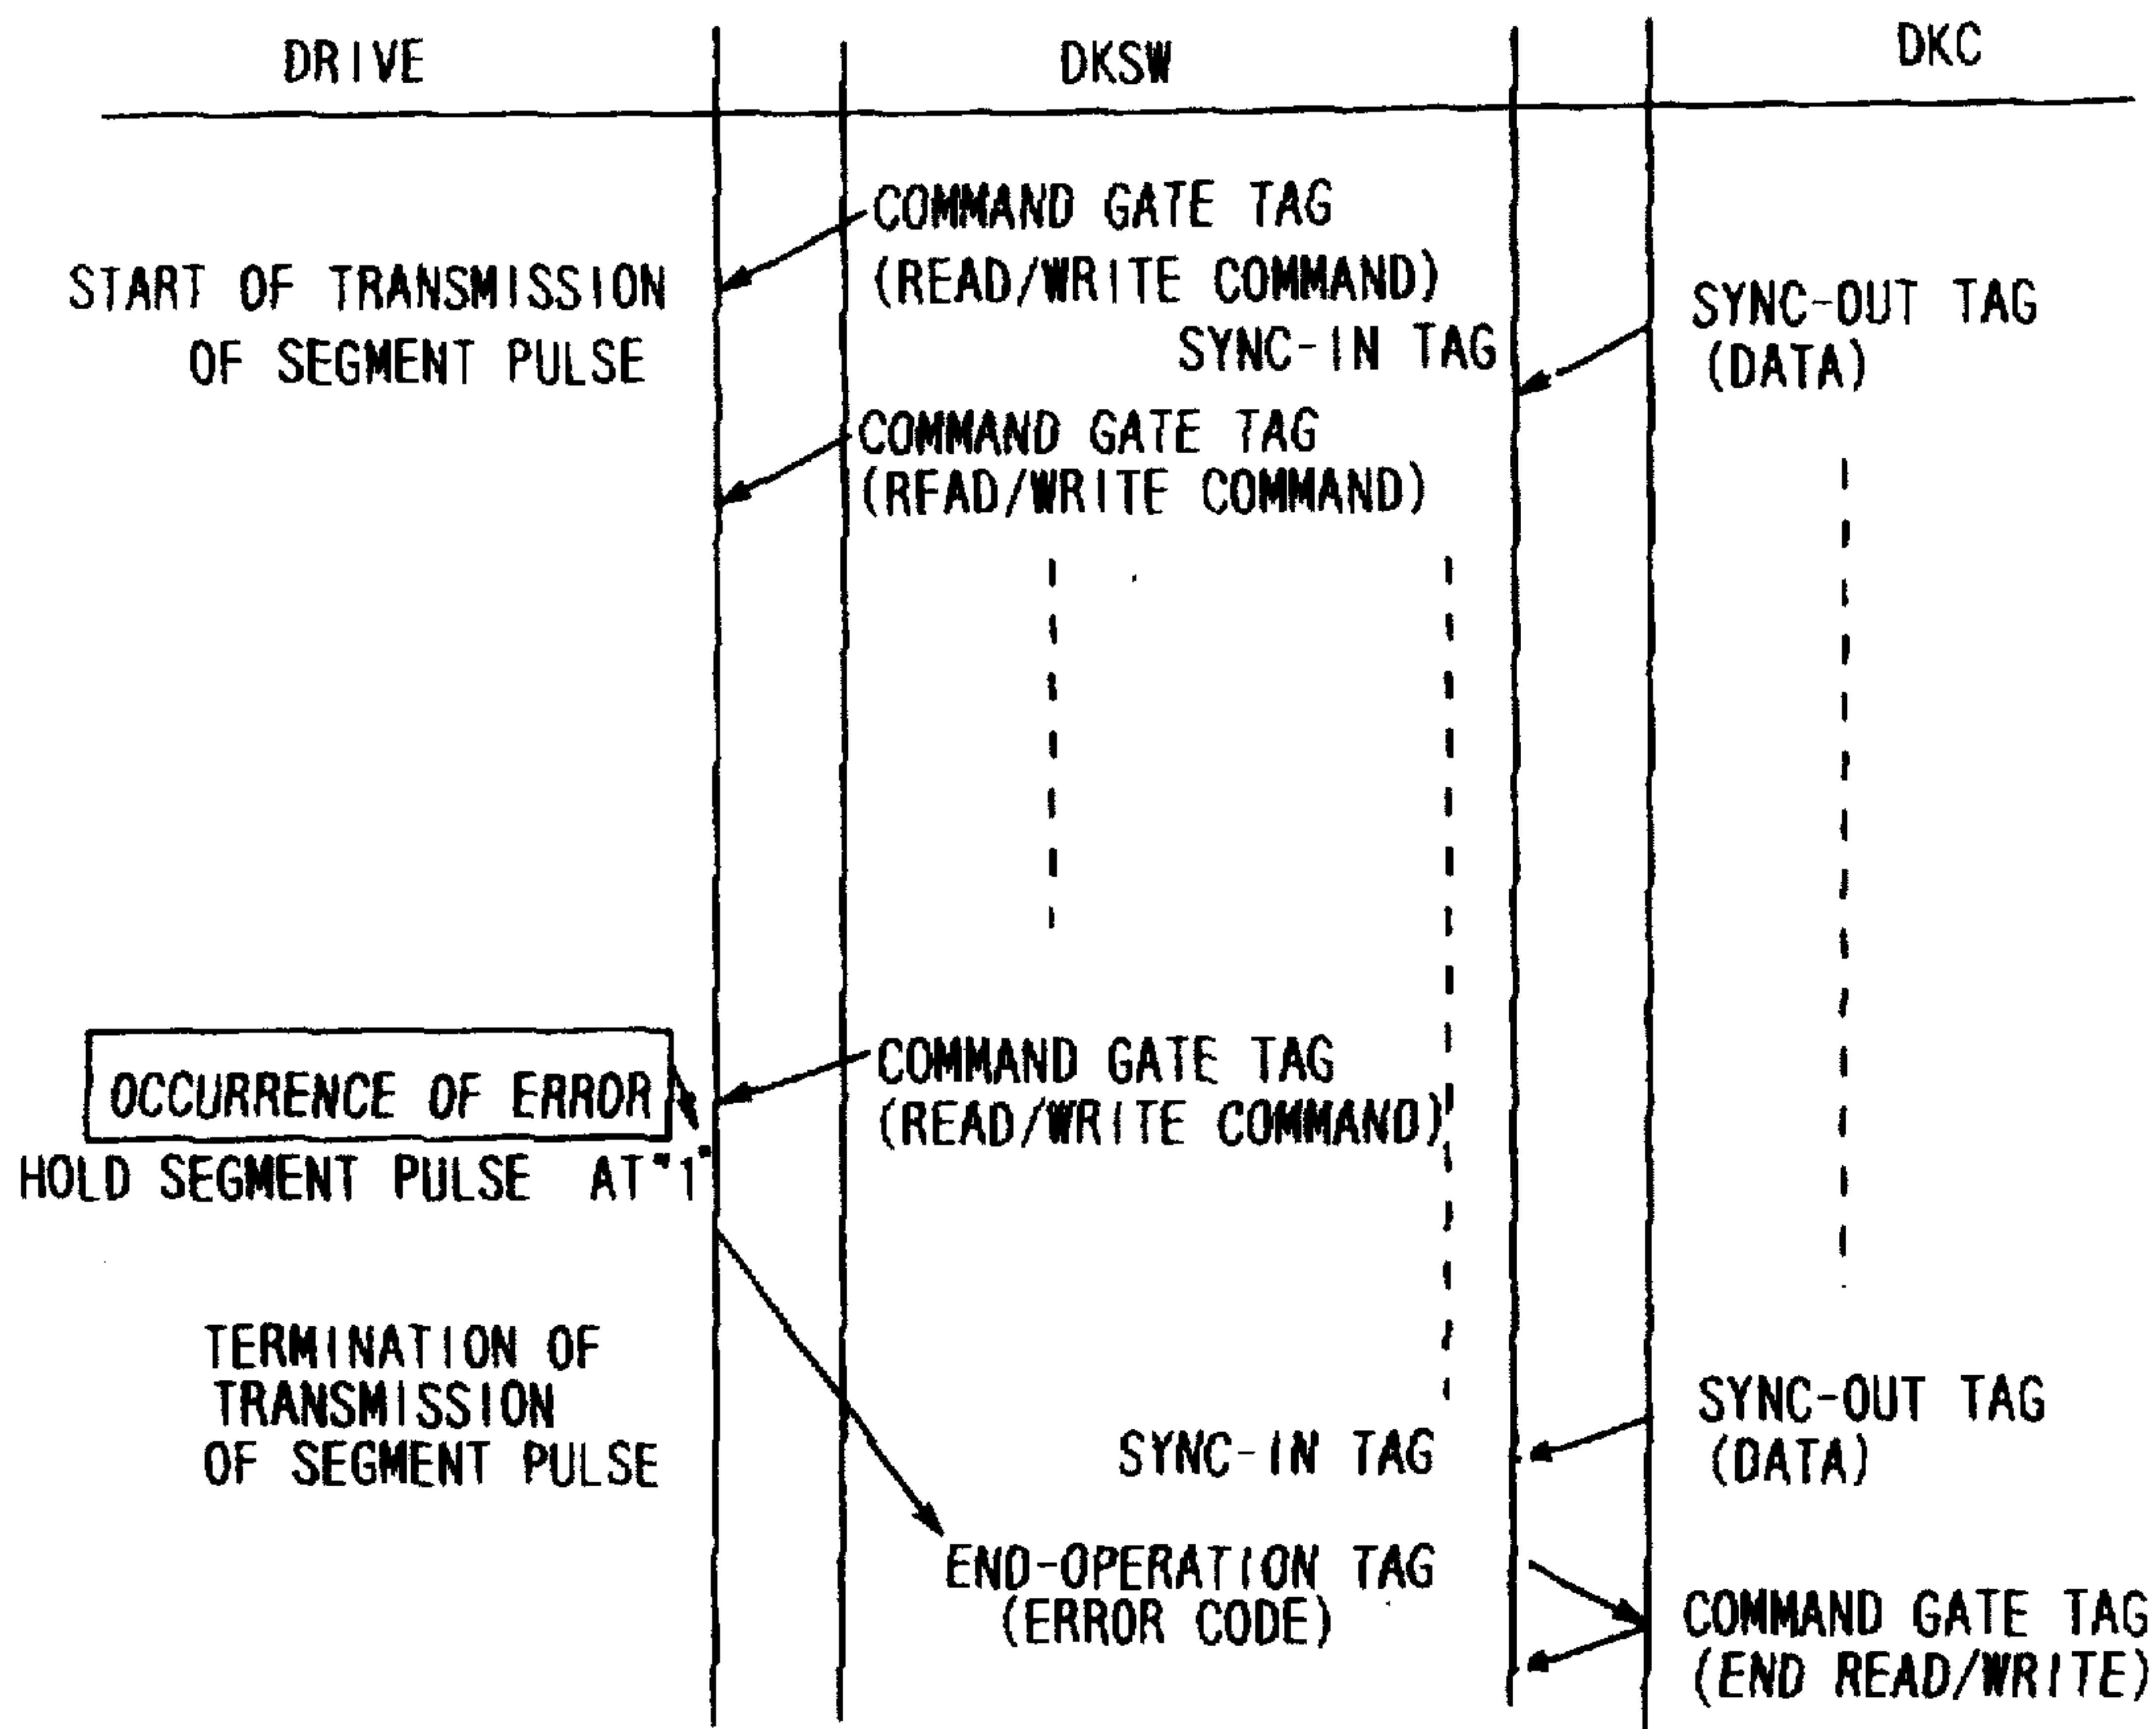 DRIVE
DKSW
DKC
COMMAND GATE TAG
(READ/WRITE COMMAND)
START OF TRANSMISSION
OF SEGMENT PULSE
SYNC-IN TAG
SYNC-OUT TAG
(DATA)
COMMAND GATE TAG
(RFAD/WRITE COMMAND)
OCCURRENCE OF ERROR
HOLD SEGMENT PULSE AT "1"
COMMAND GATE TAG
(READ/WRITE COMMAND)
TERMINATION OF
TRANSMISSION
OF SEGMENT PULSE
SYNC-IN TAG
SYNC-OUT TAG
(DATA)
END-OPERATION TAG
(ERROR CODE)
COMMAND GATE TAG
(END READ/WRITE)